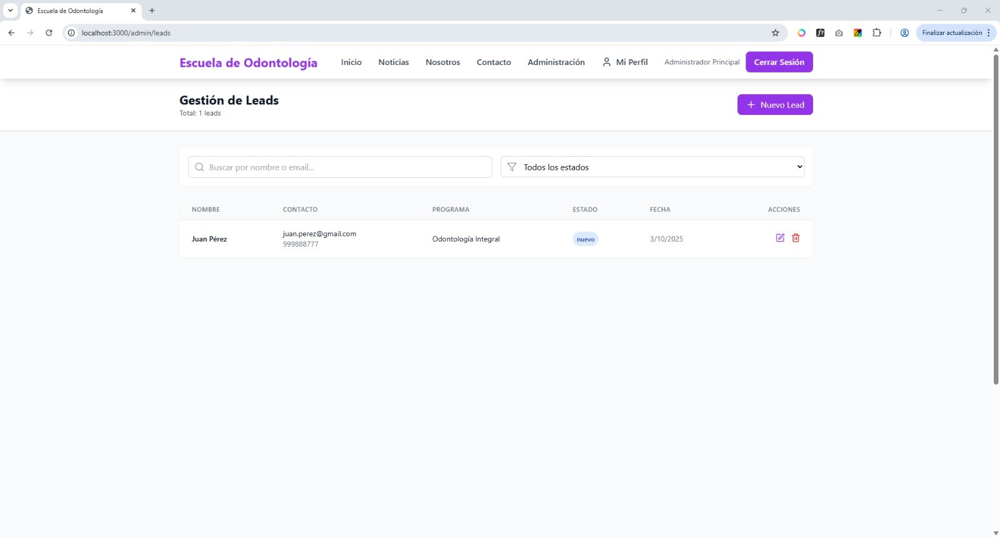 Escuela de Odontología
localhost:3000/admin/leads
Finalizar actualización
Escuela de Odontología
Inicio
Noticias
Nosotros
Contacto
Administración
Mi Perfil
Administrador Principal
Cerrar Sesión
Gestión de Leads
Total: 1 leads
Nuevo Lead
Buscar por nombre o email...
Todos los estados
NOMBRE
CONTACTO
PROGRAMA
ESTADO
FECHA
ACCIONES
Juan Pérez
juan.perez@gmail.com
999888777
Odontología Integral
nuevo
3/10/2025